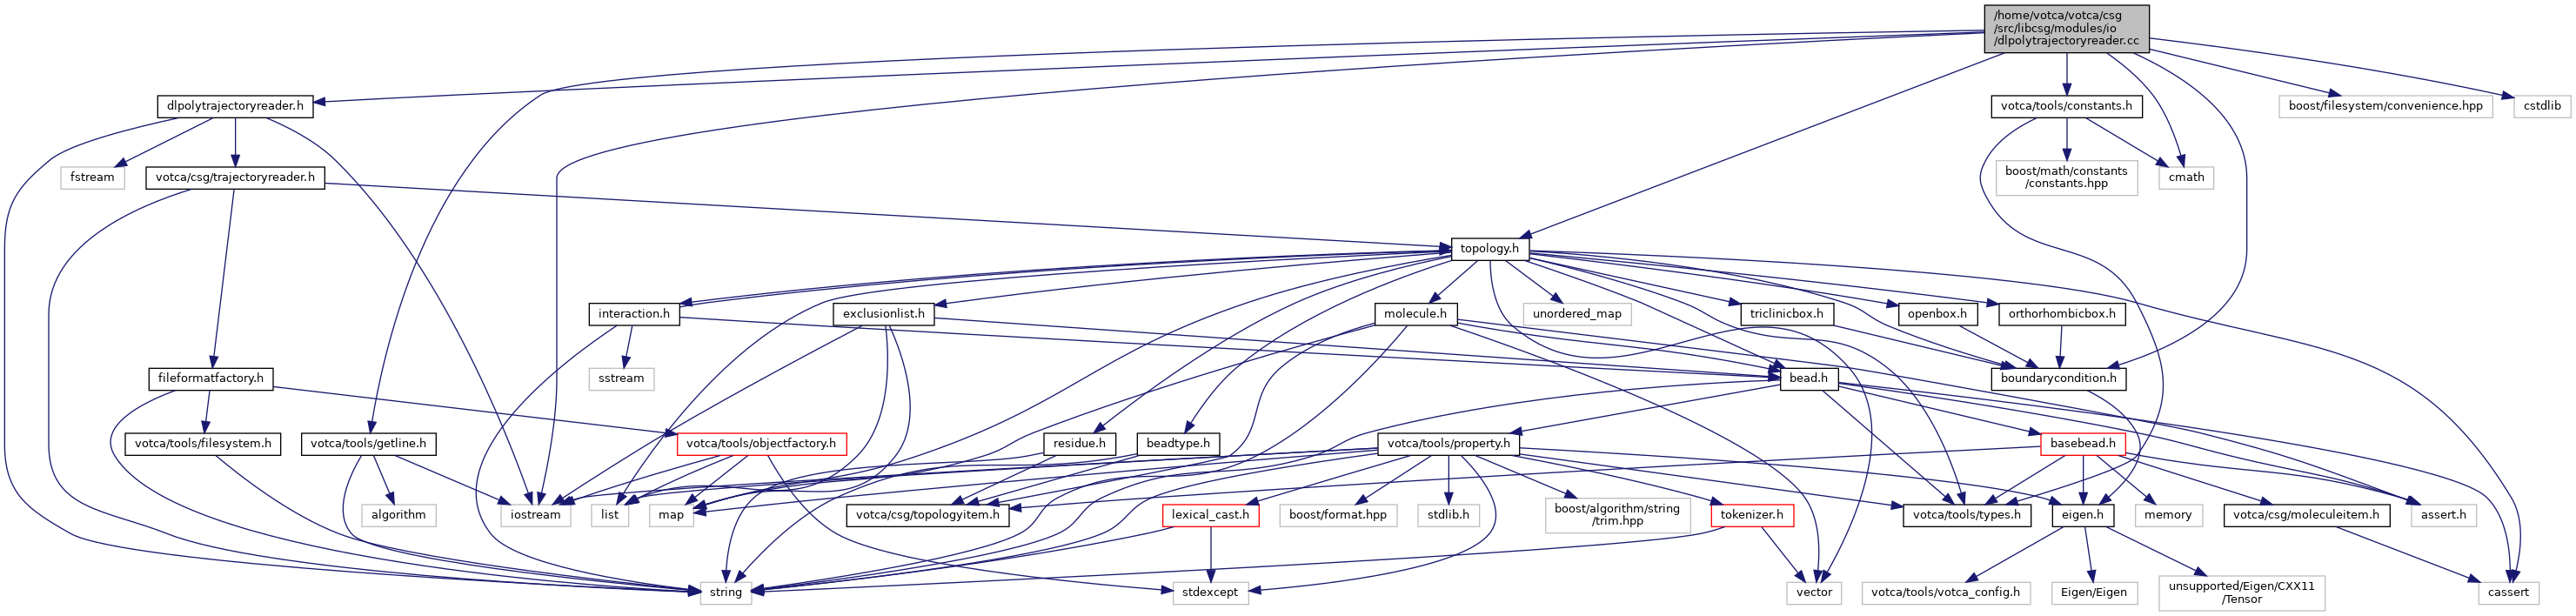 /home/votca/votca/csg
/src/libcsg/modules/io
/dlpolytrajectoryreader.cc
dlpolytrajectoryreader.h
votca/tools/constants.h
boost/filesystem/convenience.hpp
cstdlib
fstream
votca/csg/trajectoryreader.h
boost/math/constants
/constants.hpp
cmath
topology.h
interaction.h
exclusionlist.h
molecule.h
unordered_map
triclinicbox.h
openbox.h
orthorhombicbox.h
fileformatfactory.h
sstream
bead.h
boundarycondition.h
votca/tools/filesystem.h
votca/tools/getline.h
votca/tools/objectfactory.h
residue.h
beadtype.h
votca/tools/property.h
basebead.h
algorithm
iostream
list
map
votca/csg/topologyitem.h
lexical_cast.h
boost/format.hpp
stdlib.h
boost/algorithm/string
/trim.hpp
tokenizer.h
votca/tools/types.h
eigen.h
memory
votca/csg/moleculeitem.h
assert.h
string
stdexcept
vector
votca/tools/votca_config.h
Eigen/Eigen
unsupported/Eigen/CXX11
/Tensor
cassert